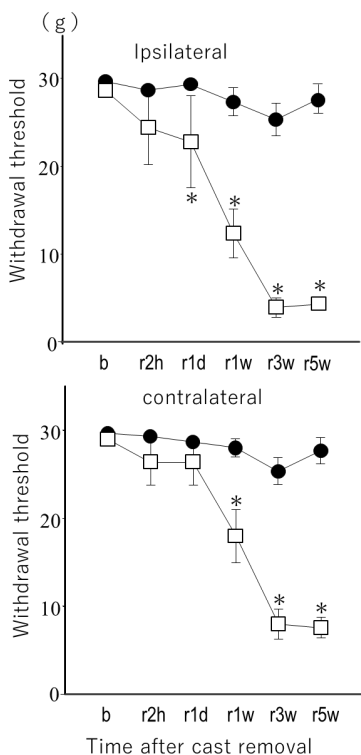 (g)
Ipsilateral
Withdrawal threshold
30
20
10
0
*
*
*
*
b r2h r1d r1w r3w r5w
contralateral
Withdrawal threshold
30
20
10
0
*
*
*
b r2h r1d r1w r3w r5w
Time after cast removal